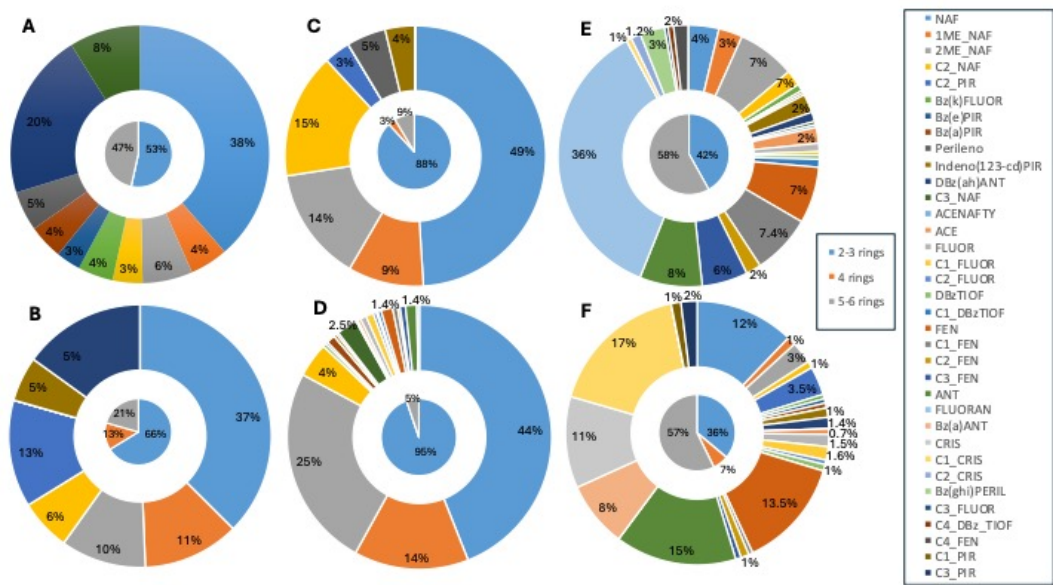 A
8%
38%
4%
6%
3%
4%
3%
4%
5%
20%
47%
53%
C
4%
49%
9%
14%
15%
3%
5%
3%
9%
88%
E
2%
4%
3%
7%
7%
2%
2%
7%
7.4%
2%
6%
8%
36%
1%
1.2%
3%
58%
42%
B
37%
11%
10%
6%
13%
5%
5%
21%
13%
66%
D
1.4%
1.4%
44%
14%
25%
4%
2.5%
5%
95%
F
1%
2%
12%
1%
3%
1%
3.5%
1%
1.4%
0.7%
1.5%
1.6%
1%
13.5%
1%
15%
8%
11%
17%
57%
36%
7%
2-3 rings
4 rings
5-6 rings
NAF
1ME_NAF
2ME_NAF
C2_NAF
C2_PIR
Bz(k)FLUOR
Bz(e)PIR
Bz(a)PIR
Perileno
Indeno(123-cd)PIR
DBz(ah)ANT
C3_NAF
ACENAFTY
ACE
FLUOR
C1_FLUOR
C2_FLUOR
DBzTIOF
C1_DBzTIOF
FEN
C1_FEN
C2_FEN
C3_FEN
ANT
FLUORAN
Bz(a)ANT
CRIS
C1_CRIS
C2_CRIS
Bz(ghi)PERIL
C3_FLUOR
C4_DBz_TIOF
C4_FEN
C1_PIR
C3_PIR